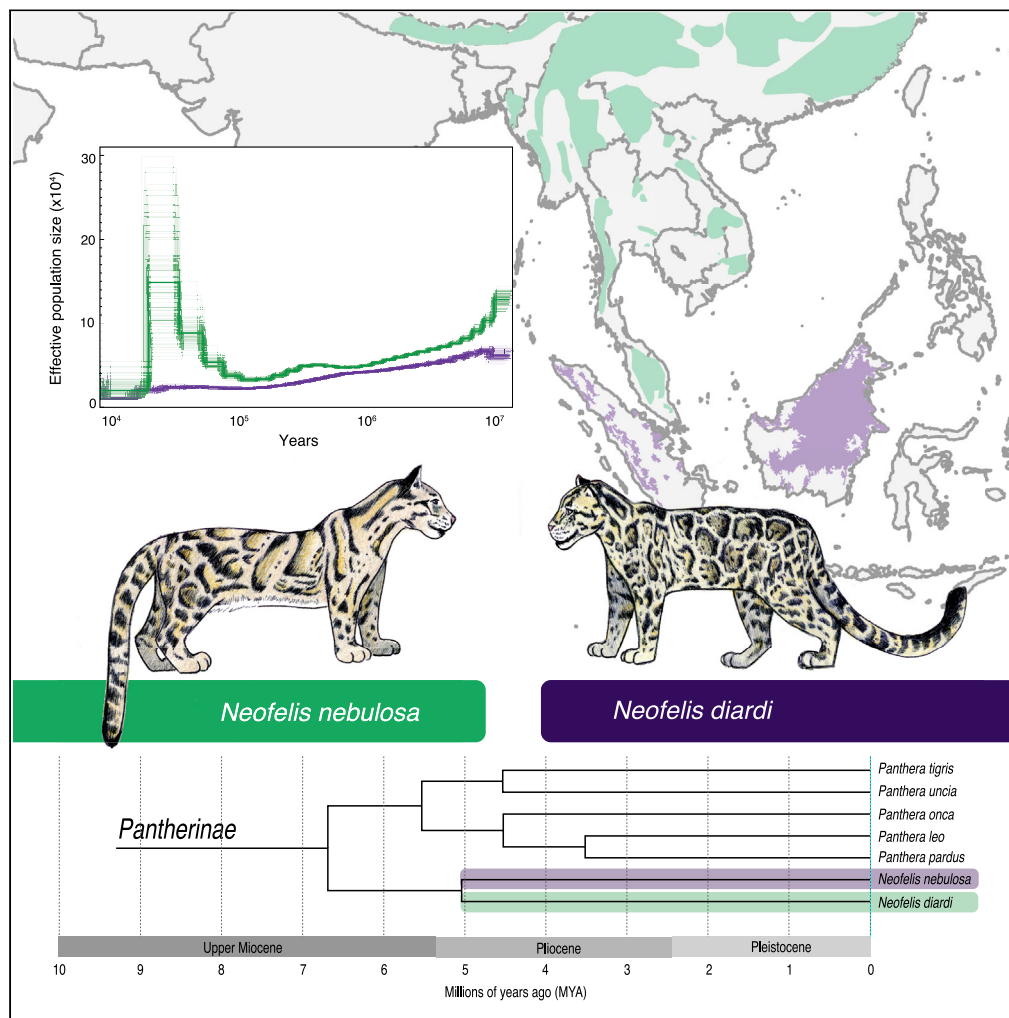 Effective population size (x10⁴)
30
20
10
0
10⁴ 10⁵ 10⁶ 10⁷
Years
Neofelis nebulosa
Neofelis diardi
Pantherinae
Panthera tigris
Panthera uncia
Panthera onca
Panthera leo
Panthera pardus
Neofelis nebulosa
Neofelis diardi
Upper Miocene Pliocene Pleistocene
10 9 8 7 6 5 4 3 2 1 0
Millions of years ago (MYA)